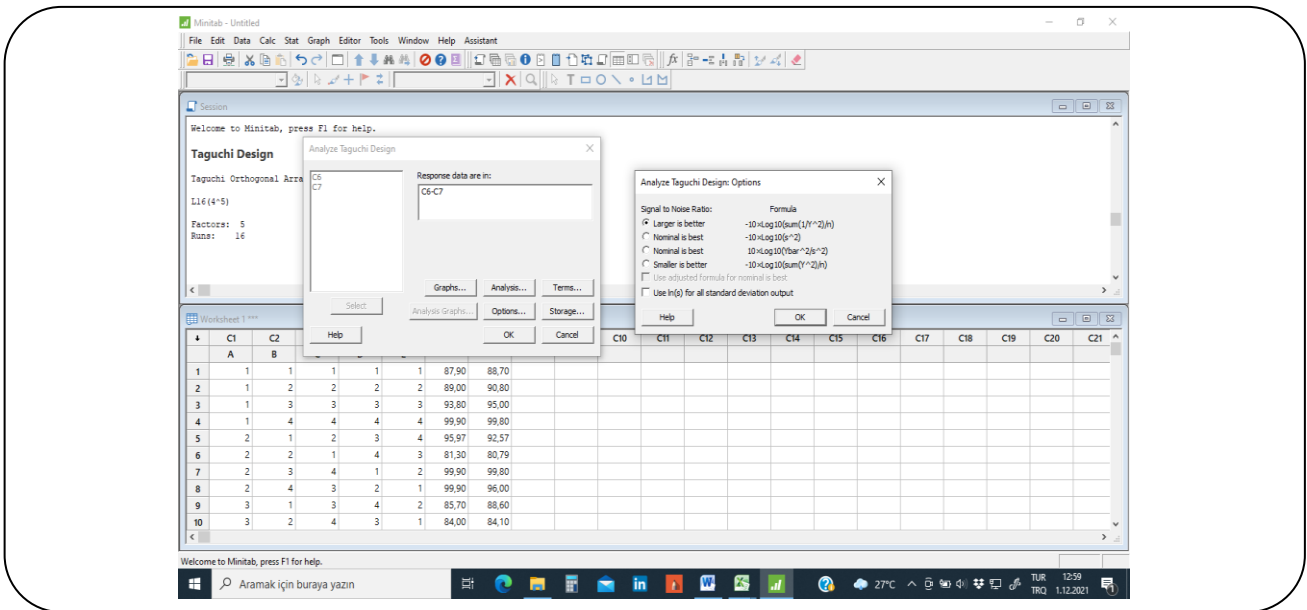 Minitab - Untitled
File Edit Data Calc Stat Graph Editor Tools Window Help Assistant
Session
Welcome to Minitab, press F1 for help.
Taguchi Design
Taguchi Orthogonal Arra
L16(4^5)
Factors: 5
Runs: 16
Analyze Taguchi Design
C6
C7
Response data are in:
C6-C7
Graphs... Analysis... Terms...
Select Analysis Graphs... Options... Storage...
Help OK Cancel
Analyze Taguchi Design: Options
Signal to Noise Ratio: Formula
Larger is better -10×Log10(sum(1/Y^2)/n)
Nominal is best -10×Log10(s^2)
Nominal is best 10×Log10(Ybar^2/s^2)
Smaller is better -10×Log10(sum(Y^2)/n)
Use adjusted formula for nominal is best
Use ln(s) for all standard deviation output
Help OK Cancel
Worksheet 1 ***
C1 C2 C10 C11 C12 C13 C14 C15 C16 C17 C18 C19 C20 C21
A B
1 1 1 1 1 1 87,90 88,70
2 1 2 2 2 2 89,00 90,80
3 1 3 3 3 3 93,80 95,00
4 1 4 4 4 4 99,90 99,80
5 2 1 2 3 4 95,97 92,57
6 2 2 1 4 3 81,30 80,79
7 2 3 4 1 2 99,90 99,80
8 2 4 3 2 1 99,90 96,00
9 3 1 3 4 2 85,70 88,60
10 3 2 4 3 1 84,00 84,10
Welcome to Minitab, press F1 for help.
Aramak için buraya yazın
27°C
TUR 12:59
TRQ 1.12.2021